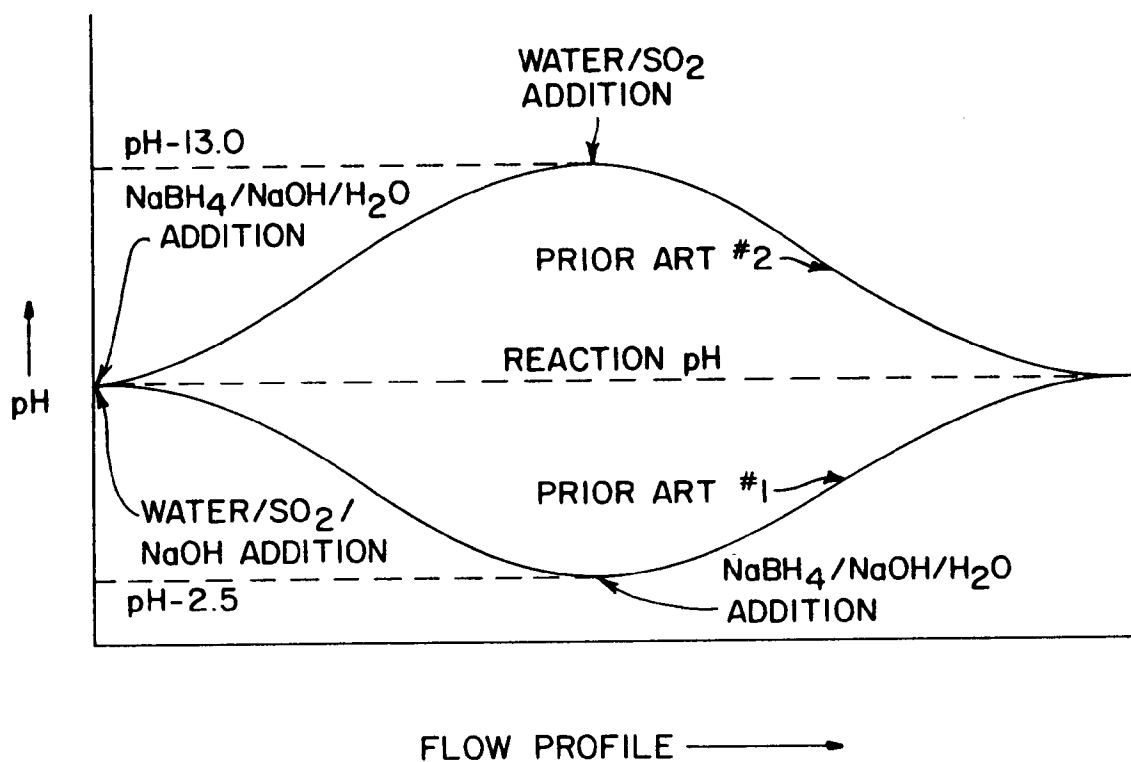 WATER/SO2
ADDITION
pH-13.0
NaBH4/NaOH/H2O
ADDITION
PRIOR ART #2
REACTION pH
pH
PRIOR ART #1
WATER/SO2/
NaOH ADDITION
NaBH4/NaOH/H2O
ADDITION
pH-2.5
FLOW PROFILE